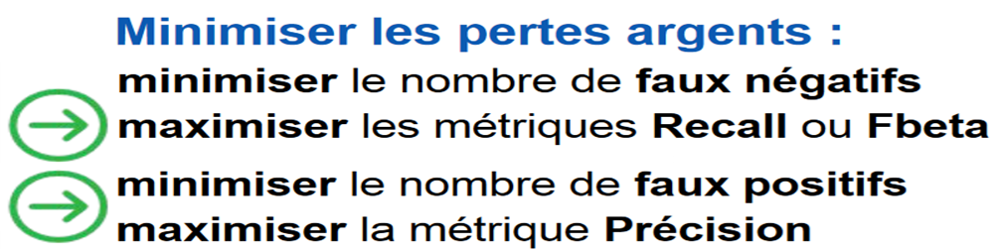 Minimiser les pertes argents :
minimiser le nombre de faux négatifs
maximiser les métriques Recall ou Fbeta
minimiser le nombre de faux positifs
maximiser la métrique Précision